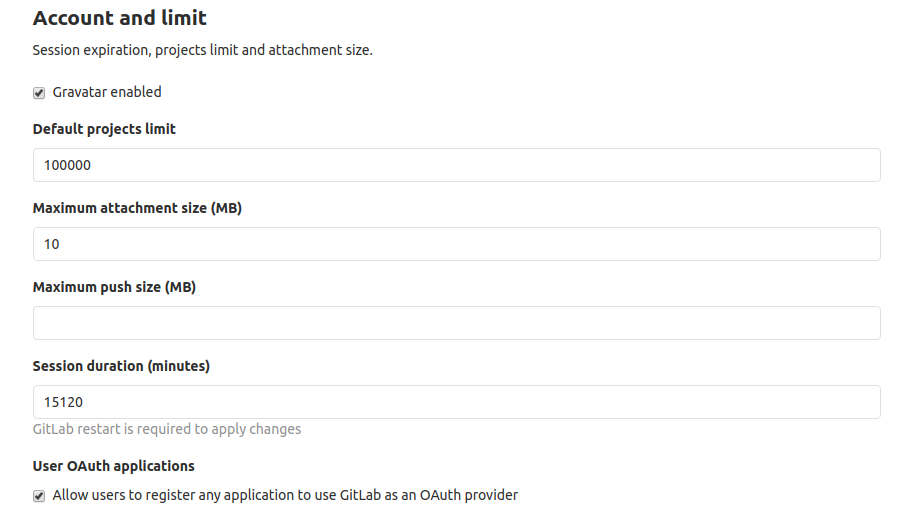 Account and limit
Session expiration, projects limit and attachment size.
Gravatar enabled
Default projects limit
100000
Maximum attachment size (MB)
10
Maximum push size (MB)
Session duration (minutes)
15120
GitLab restart is required to apply changes
User OAuth applications
Allow users to register any application to use GitLab as an OAuth provider